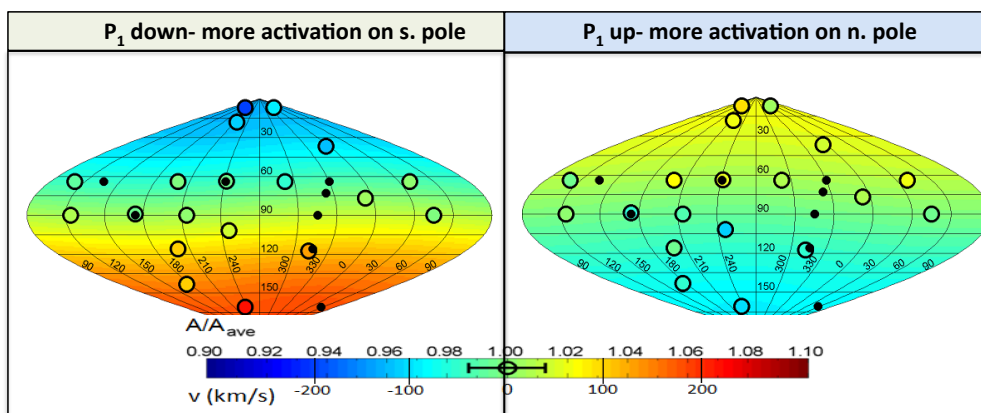 P1 down- more activation on s. pole
P1 up- more activation on n. pole
30
60
90
120
150
90 120 180 210 240 300 330 0 30 60 90
30
60
90
120
150
90 120 180 210 240 300 330 0 30 60 90
A/Aave
0.90 0.92 0.94 0.96 0.98 1.00 1.02 1.04 1.06 1.08 1.10
v (km/s) -200 -100 0 100 200